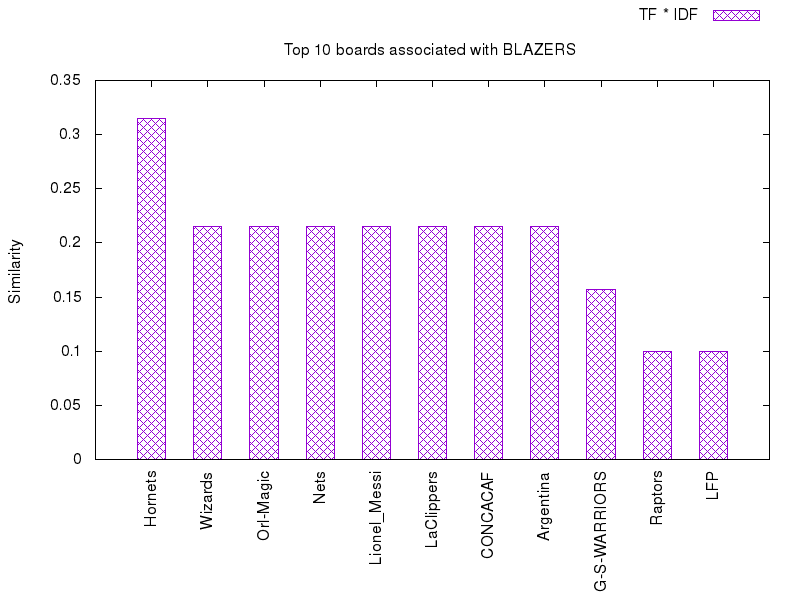 TF * IDF
Top 10 boards associated with BLAZERS
0.35
0.3
0.25
0.2
0.15
0.1
0.05
0
Similarity
Hornets
Wizards
Orl-Magic
Nets
Lionel_Messi
LaClippers
CONCACAF
Argentina
G-S-WARRIORS
Raptors
LFP